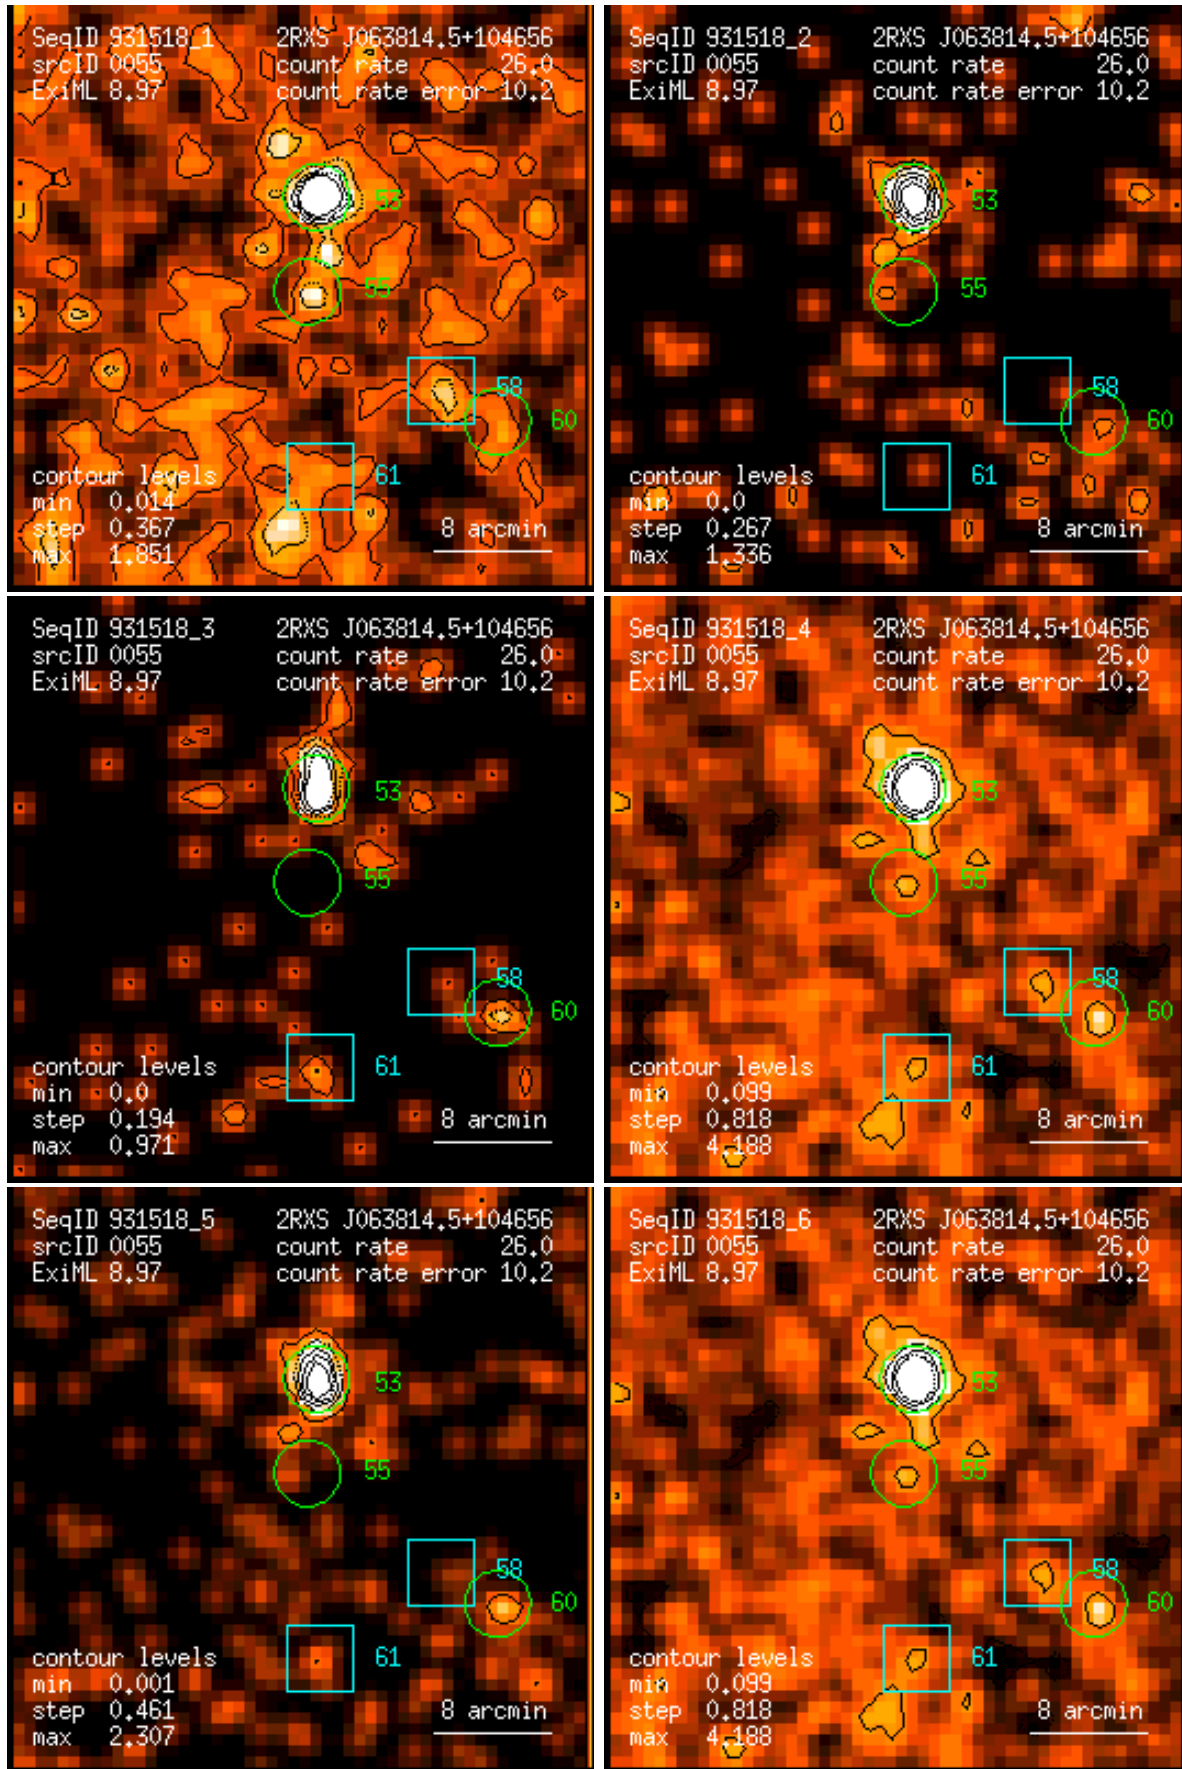 SeqID 931518_1 2RXS J063814.5+104656
srcID 0055 count rate 26.0
ExiML 8.97 count rate error 10.2
53
55
58
60
61
contour levels
min 0.014
step 0.367
max 1.851
8 arcmin
SeqID 931518_2 2RXS J063814.5+104656
srcID 0055 count rate 26.0
ExiML 8.97 count rate error 10.2
53
55
58
60
61
contour levels
min 0.0
step 0.267
max 1.336
8 arcmin
SeqID 931518_3 2RXS J063814.5+104656
srcID 0055 count rate 26.0
ExiML 8.97 count rate error 10.2
53
55
58
60
61
contour levels
min 0.0
step 0.194
max 0.971
8 arcmin
SeqID 931518_4 2RXS J063814.5+104656
srcID 0055 count rate 26.0
ExiML 8.97 count rate error 10.2
53
55
58
60
61
contour levels
min 0.099
step 0.818
max 4.188
8 arcmin
SeqID 931518_5 2RXS J063814.5+104656
srcID 0055 count rate 26.0
ExiML 8.97 count rate error 10.2
53
55
58
60
61
contour levels
min 0.001
step 0.461
max 2.307
8 arcmin
SeqID 931518_6 2RXS J063814.5+104656
srcID 0055 count rate 26.0
ExiML 8.97 count rate error 10.2
53
55
58
60
61
contour levels
min 0.099
step 0.818
max 4.188
8 arcmin